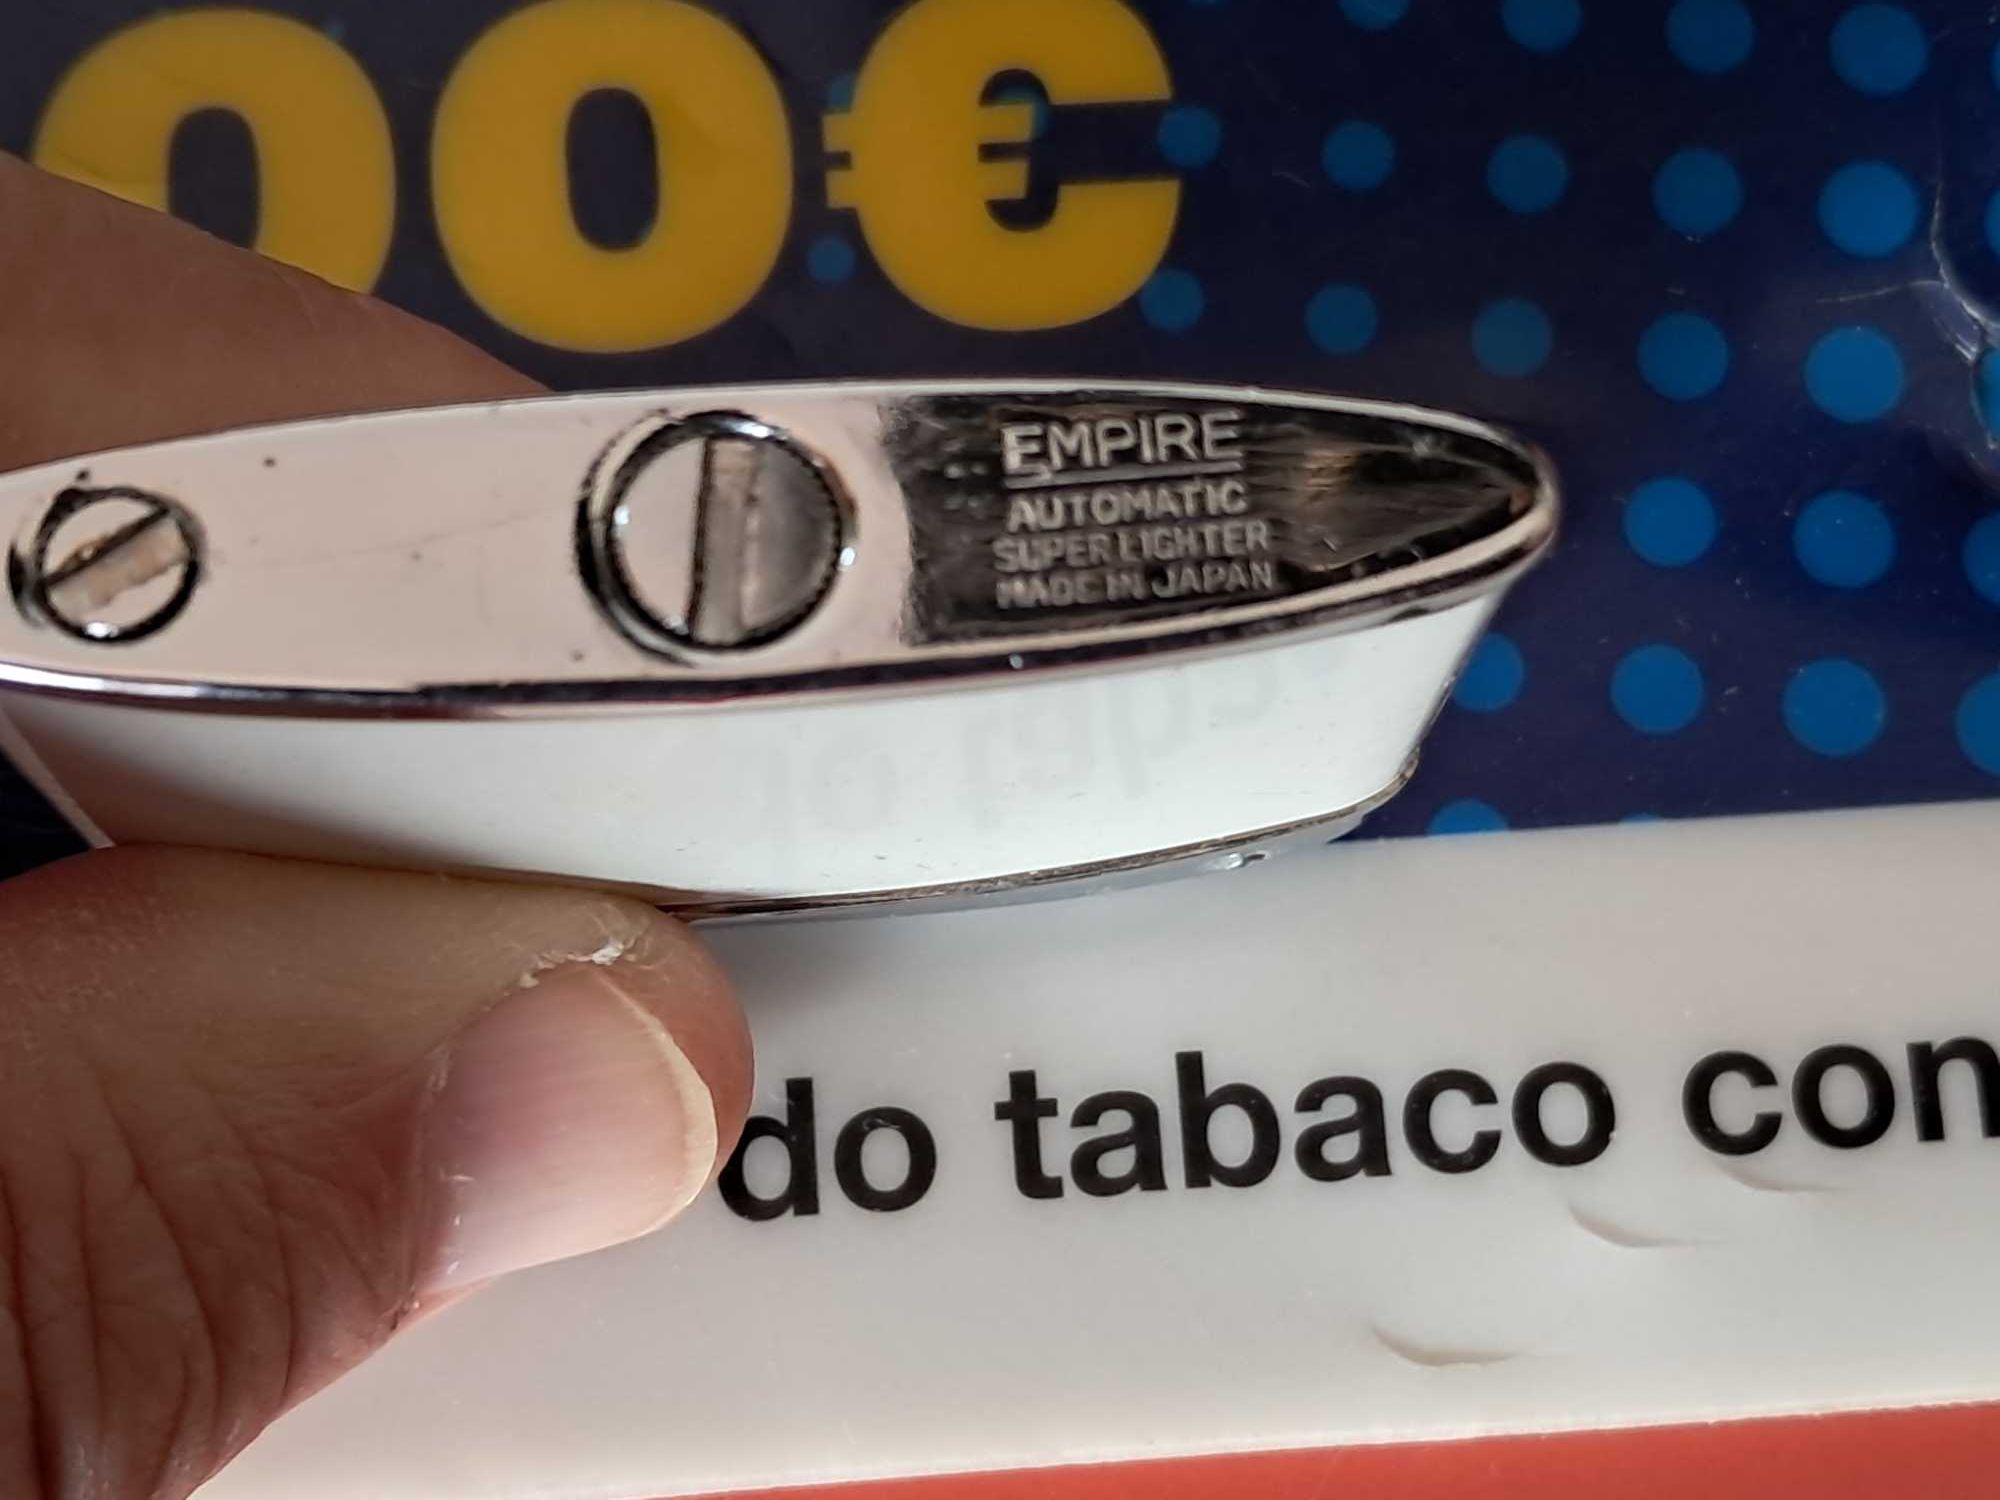 00€
EMPIRE
AUTOMATIC
SUPER LIGHTER
MADE IN JAPAN
do tabaco con